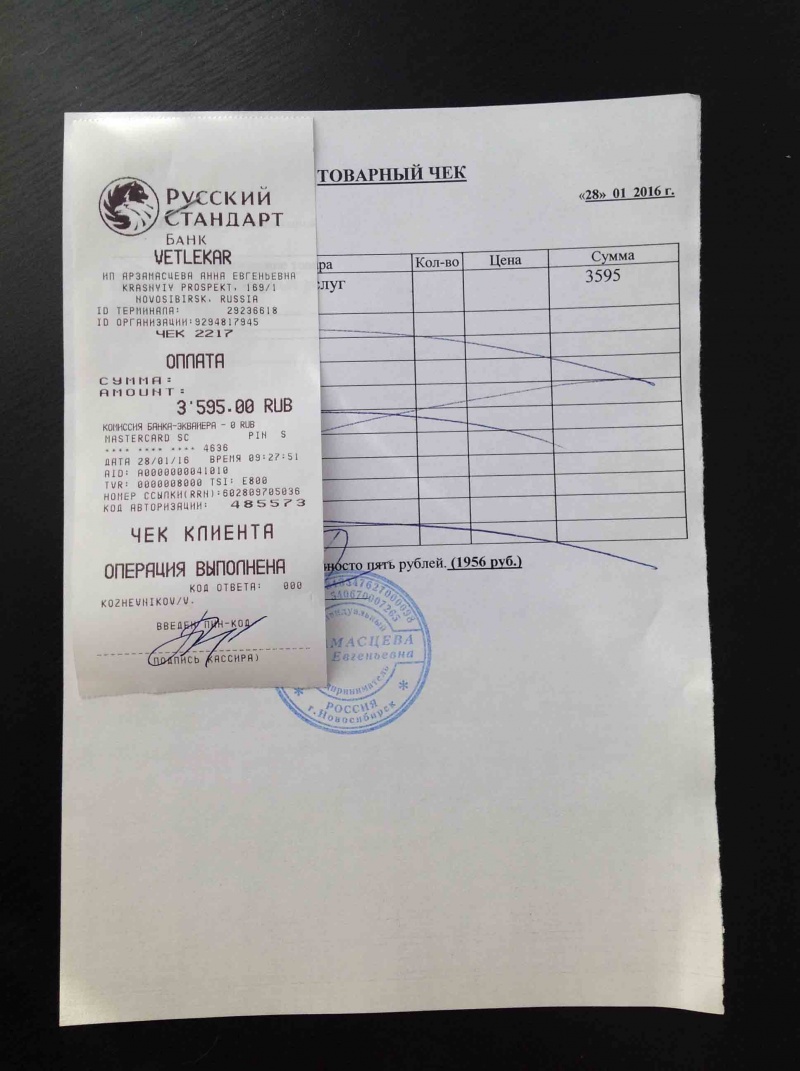 Русский
Стандарт
Банк
VETLEKAR
ИП АРЗАМАСЦЕВА АННА ЕВГЕНЬЕВНА
KRASNYIY PROSPEKT, 169/1
NOVOSIBIRSK, RUSSIA
ID ТЕРМИНАЛА: 29236618
ID ОРГАНИЗАЦИИ:9294817945
ЧЕК 2217
ОПЛАТА
СУММА:
AMOUNT:
3'595.00 RUB
КОМИССИЯ БАНКА-ЭКВАЙЕРА - 0 RUB
MASTERCARD SC PIN S
**** **** **** 4636
ДАТА 28/01/16 ВРЕМЯ 09:27:51
AID: A0000000041010
TVR: 0000008000 TSI: E800
НОМЕР ССЫЛКИ(RRN):602809705036
КОД АВТОРИЗАЦИИ: 485573
ЧЕК КЛИЕНТА
ОПЕРАЦИЯ ВЫПОЛНЕНА
КОД ОТВЕТА: 000
KOZHEVNIKOV/V.
ВВЕДЕН ПИН-КОД
(ПОДПИСЬ КАССИРА)
ТОВАРНЫЙ ЧЕК
«28» 01 2016 г.
ра Кол-во Цена Сумма
слуг 3595
носто пять рублей. (1956 руб.)
540670007265
МАСЦЕВА
Евгеньевна
РОССИЯ
г.Новосибирск